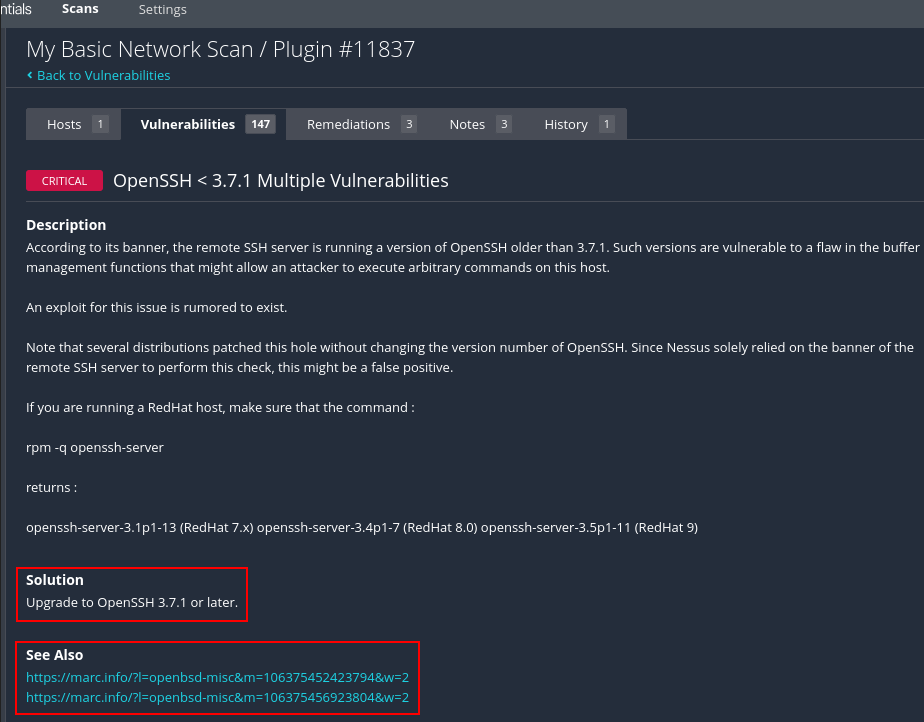 ntials Scans Settings
My Basic Network Scan / Plugin #11837
‹ Back to Vulnerabilities
Hosts 1 Vulnerabilities 147 Remediations 3 Notes 3 History 1
CRITICAL OpenSSH < 3.7.1 Multiple Vulnerabilities
Description
According to its banner, the remote SSH server is running a version of OpenSSH older than 3.7.1. Such versions are vulnerable to a flaw in the buffer
management functions that might allow an attacker to execute arbitrary commands on this host.
An exploit for this issue is rumored to exist.
Note that several distributions patched this hole without changing the version number of OpenSSH. Since Nessus solely relied on the banner of the
remote SSH server to perform this check, this might be a false positive.
If you are running a RedHat host, make sure that the command :
rpm -q openssh-server
returns :
openssh-server-3.1p1-13 (RedHat 7.x) openssh-server-3.4p1-7 (RedHat 8.0) openssh-server-3.5p1-11 (RedHat 9)
Solution
Upgrade to OpenSSH 3.7.1 or later.
See Also
https://marc.info/?l=openbsd-misc&m=106375452423794&w=2
https://marc.info/?l=openbsd-misc&m=106375456923804&w=2